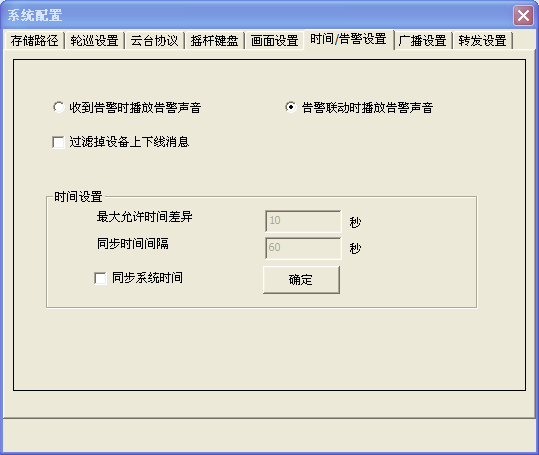 系统配置
存储路径 轮巡设置 云台协议 摇杆键盘 画面设置 时间/告警设置 广播设置 转发设置
收到告警时播放告警声音 告警联动时播放告警声音
过滤掉设备上下线消息
时间设置
最大允许时间差异 10 秒
同步时间间隔 60 秒
同步系统时间 确定